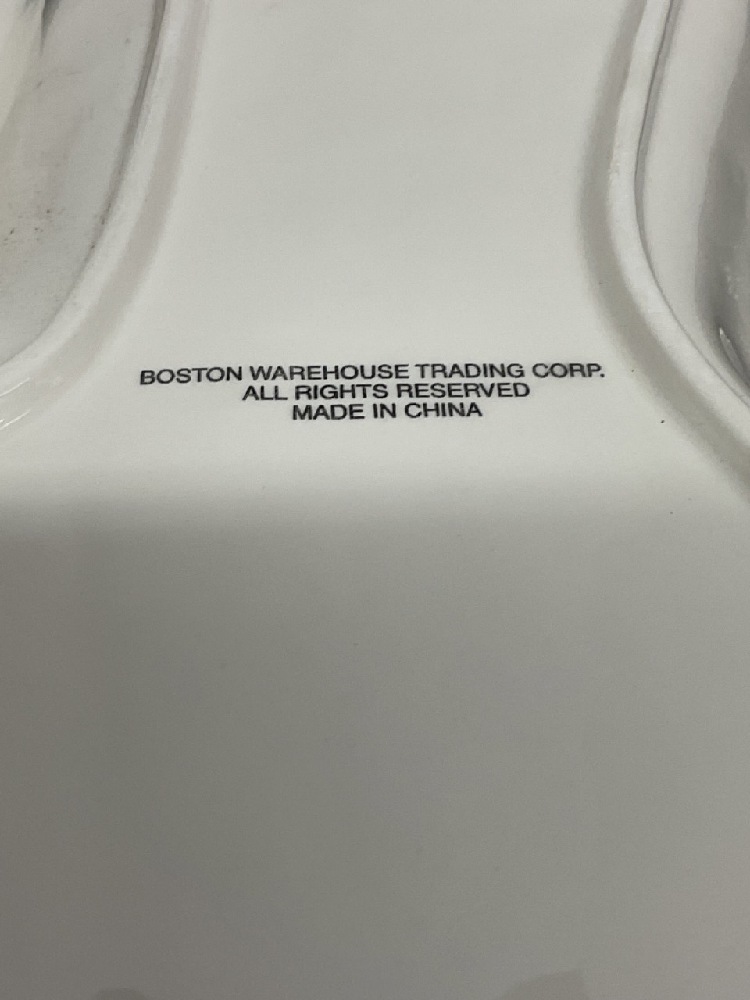 BOSTON WAREHOUSE TRADING CORP.
ALL RIGHTS RESERVED
MADE IN CHINA